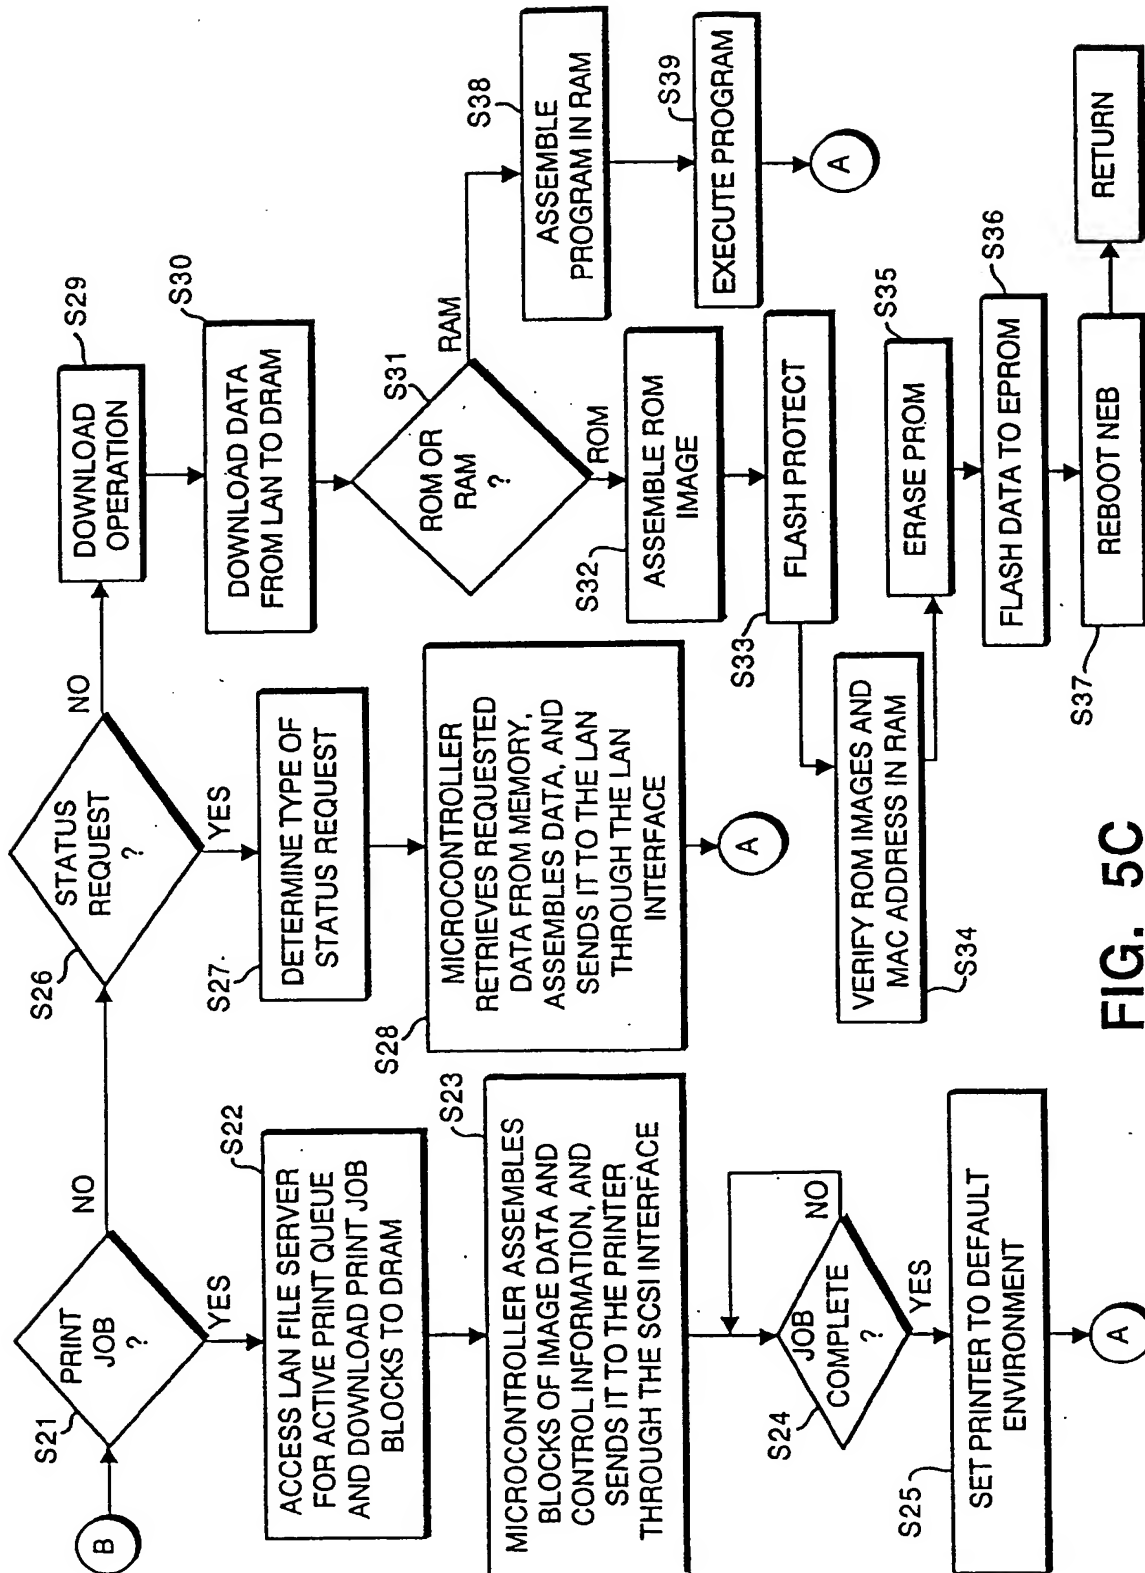 B
S21
PRINT
JOB
?
NO
YES
S22
ACCESS LAN FILE SERVER
FOR ACTIVE PRINT QUEUE
AND DOWNLOAD PRINT JOB
BLOCKS TO DRAM
S23
MICROCONTROLLER ASSEMBLES
BLOCKS OF IMAGE DATA AND
CONTROL INFORMATION, AND
SENDS IT TO THE PRINTER
THROUGH THE SCSI INTERFACE
S24
JOB
COMPLETE
?
NO
YES
S25
SET PRINTER TO DEFAULT
ENVIRONMENT
A
S26
STATUS
REQUEST
?
NO
YES
S27
DETERMINE TYPE OF
STATUS REQUEST
S28
MICROCONTROLLER
RETRIEVES REQUESTED
DATA FROM MEMORY,
ASSEMBLES DATA, AND
SENDS IT TO THE LAN
THROUGH THE LAN
INTERFACE
A
S29
DOWNLOAD
OPERATION
S30
DOWNLOAD DATA
FROM LAN TO DRAM
S31
ROM OR
RAM
?
RAM
ROM
S32
ASSEMBLE ROM
IMAGE
S33
FLASH PROTECT
VERIFY ROM IMAGES AND
MAC ADDRESS IN RAM
S34
S35
ERASE PROM
S36
FLASH DATA TO EPROM
S37
REBOOT NEB
RETURN
S38
ASSEMBLE
PROGRAM IN RAM
S39
EXECUTE PROGRAM
A
FIG. 5C